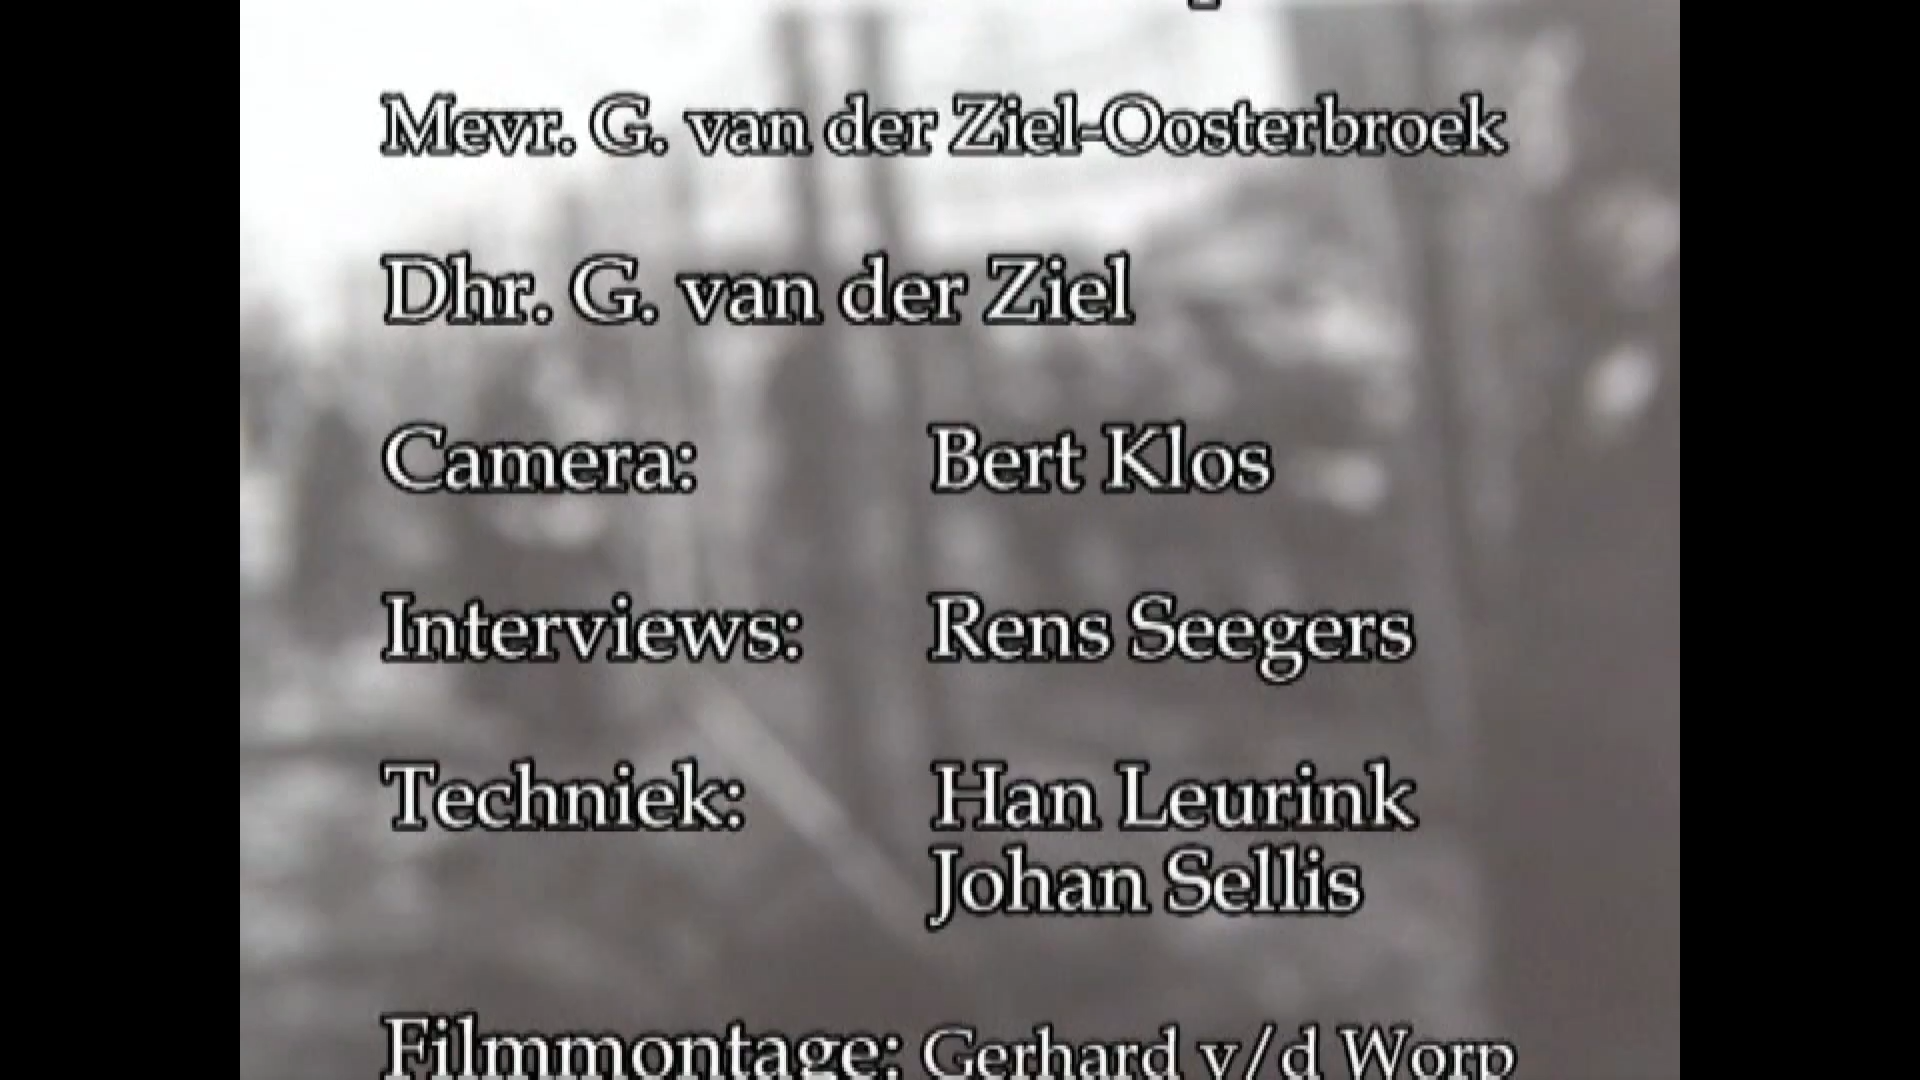 Mevr. G. van der Ziel-Oosterbroek
Dhr. G. van der Ziel
Camera: Bert Klos
Interviews: Rens Seegers
Techniek: Han Leurink
Johan Sellis
Filmmontage: Gerhard v/d Worp